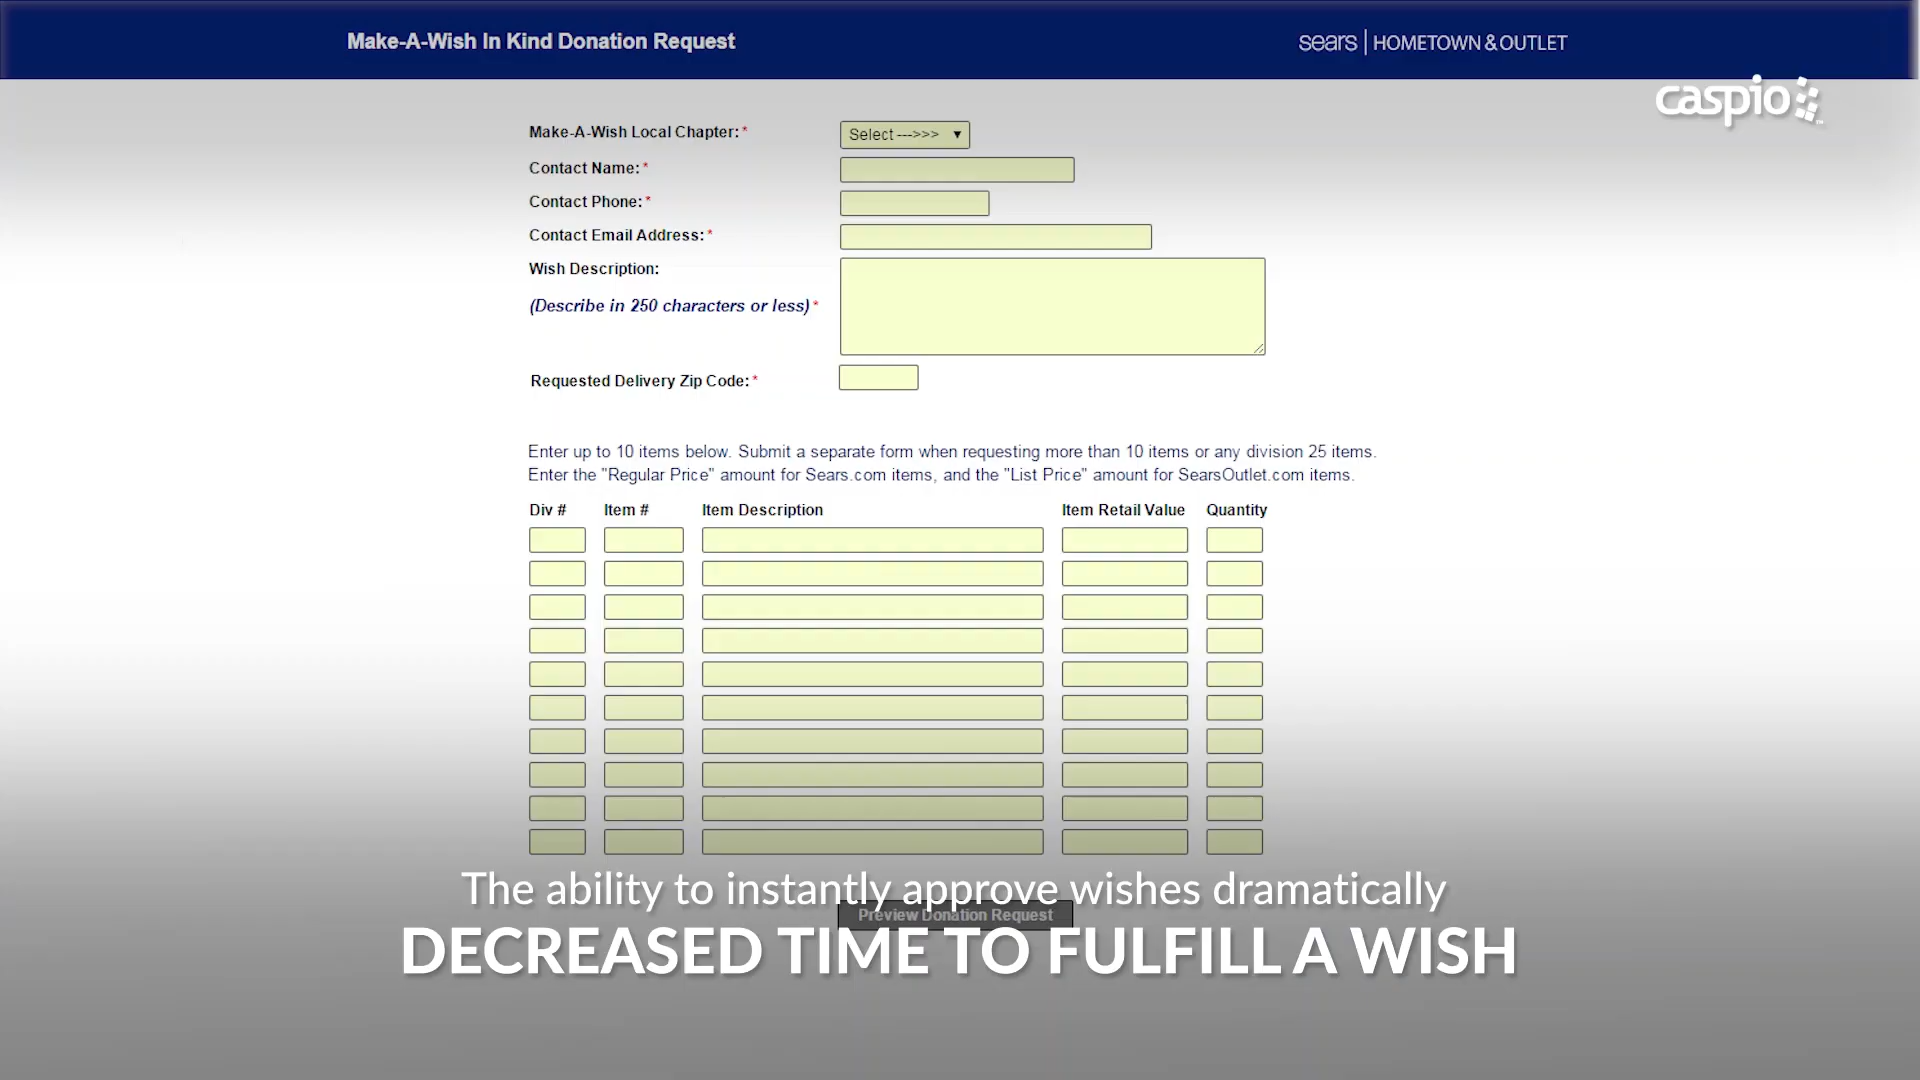 Make-A-Wish In Kind Donation Request
sears | HOMETOWN & OUTLET
caspio
Make-A-Wish Local Chapter: *
Select --->>>
Contact Name: *
Contact Phone: *
Contact Email Address: *
Wish Description:
(Describe in 250 characters or less) *
Requested Delivery Zip Code: *
Enter up to 10 items below. Submit a separate form when requesting more than 10 items or any division 25 items.
Enter the "Regular Price" amount for Sears.com items, and the "List Price" amount for SearsOutlet.com items.
Div # Item # Item Description Item Retail Value Quantity
The ability to instantly approve wishes dramatically
Preview Donation Request
DECREASED TIME TO FULFILL A WISH